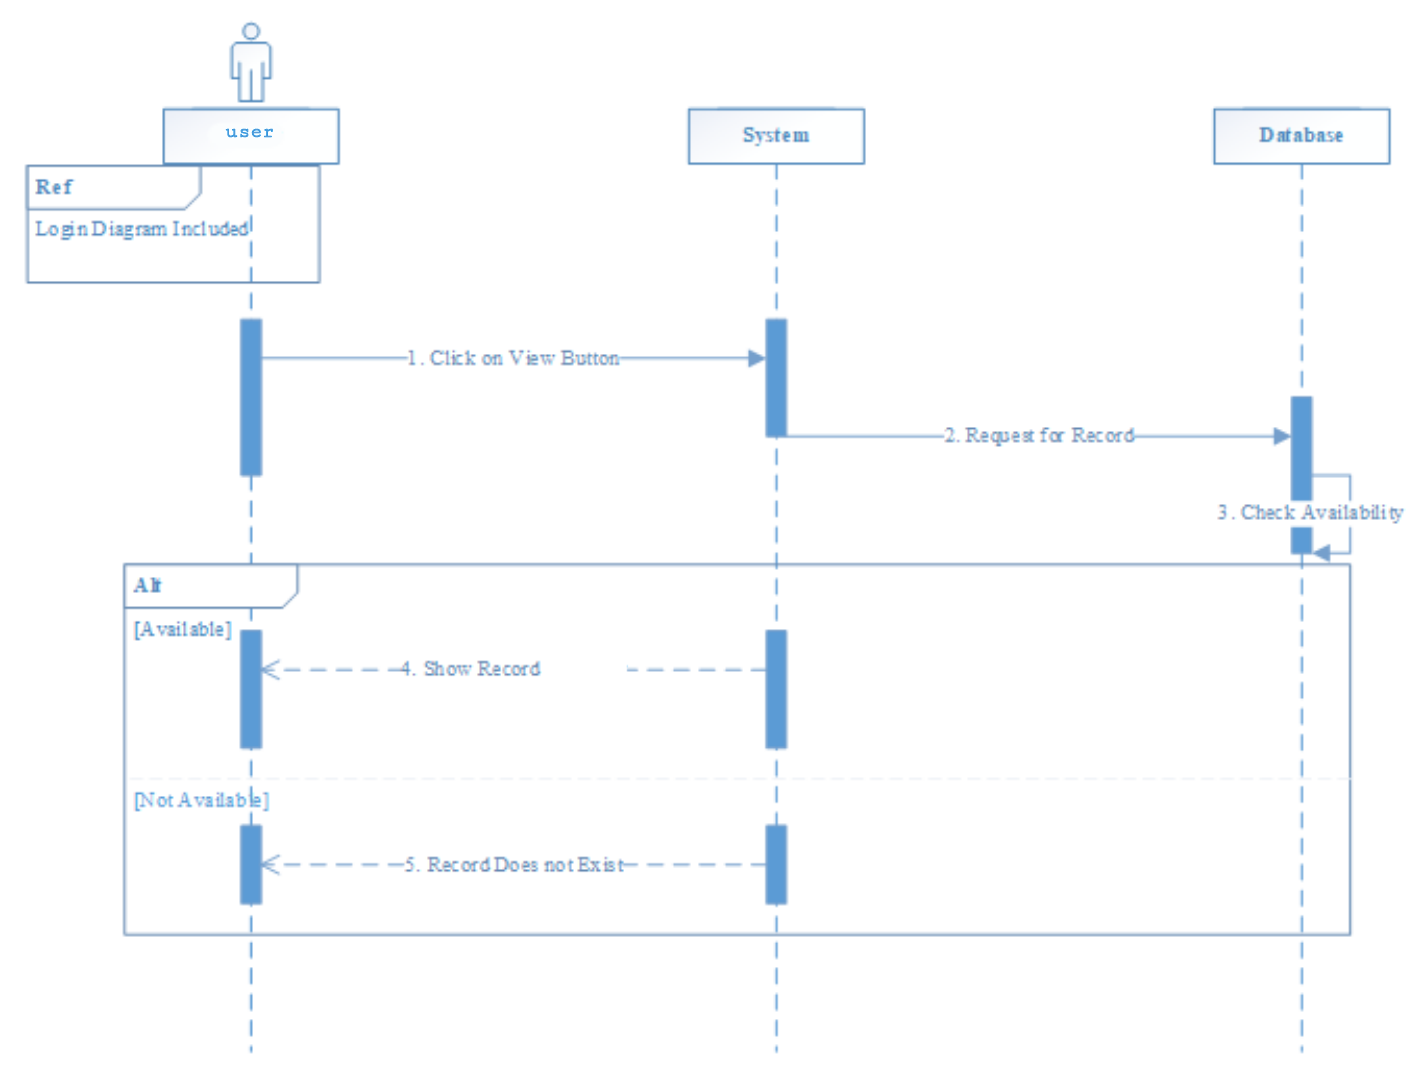 user
System
Database
Ref
Login Diagram Included
1. Click on View Button
2. Request for Record
3. Check Availability
Alt
[Available]
4. Show Record
[Not Available]
5. Record Does not Exist